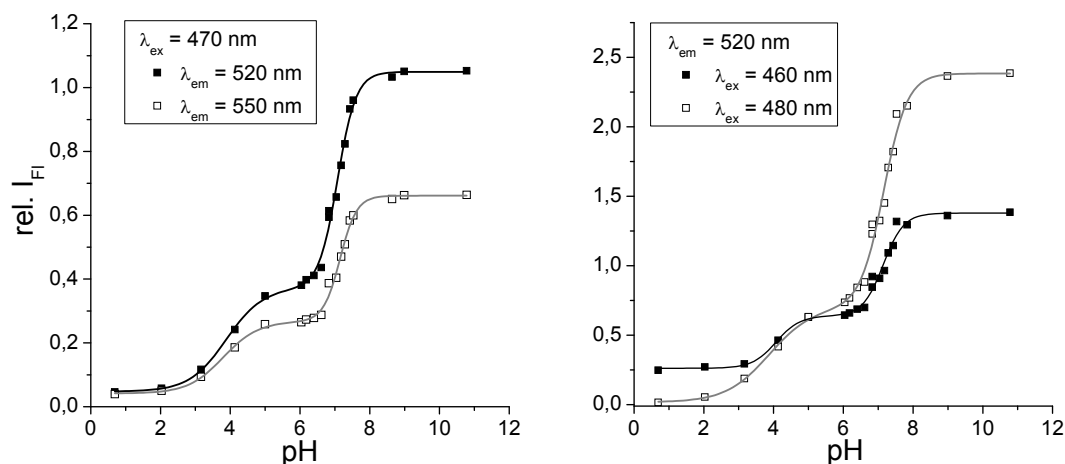 λex = 470 nm
λem = 520 nm
λem = 550 nm
rel. IFl
1,2
1,0
0,8
0,6
0,4
0,2
0,0
0 2 4 6 8 10 12
pH
λem = 520 nm
λex = 460 nm
λex = 480 nm
2,5
2,0
1,5
1,0
0,5
0,0
0 2 4 6 8 10 12
pH